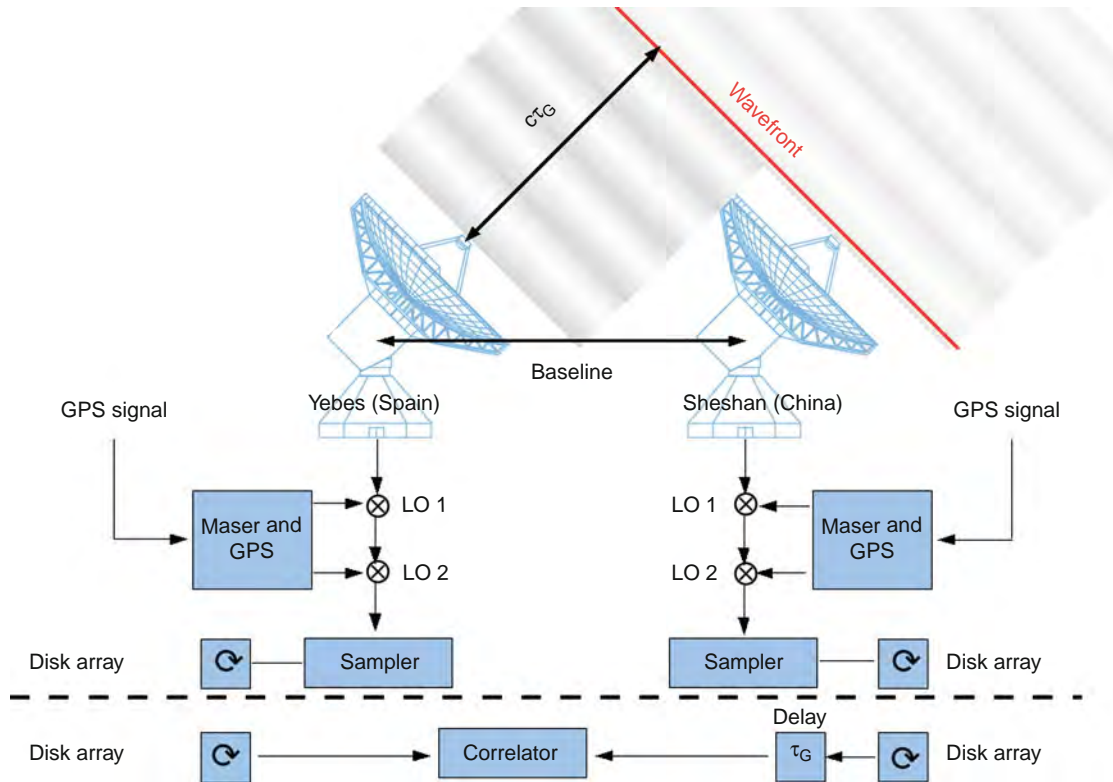 cτG
Wavefront
Baseline
Yebes (Spain)
Sheshan (China)
GPS signal
GPS signal
Maser and
GPS
LO 1
LO 2
LO 1
LO 2
Maser and
GPS
Disk array
Sampler
Sampler
Disk array
Delay
Disk array
Correlator
τG
Disk array